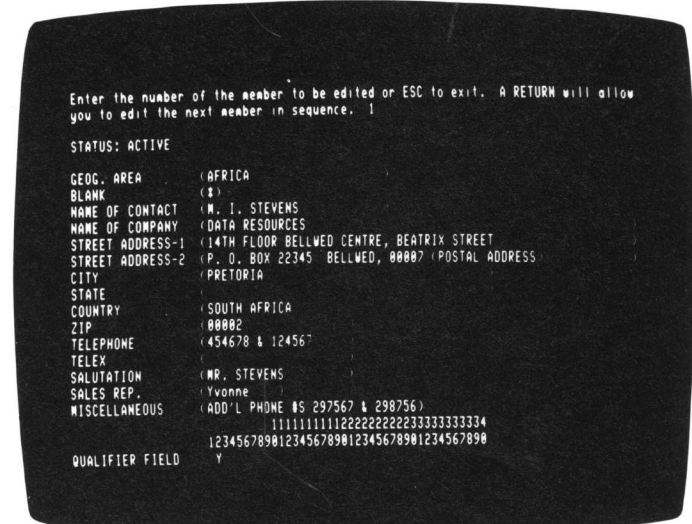 Enter the number of the member to be edited or ESC to exit. A RETURN will allow
you to edit the next member in sequence. 1
STATUS: ACTIVE
GEOG. AREA (AFRICA )
BLANK ($)
NAME OF CONTACT (M. I. STEVENS
NAME OF COMPANY (DATA RESOURCES
STREET ADDRESS-1 (14TH FLOOR BELLWED CENTRE, BEATRIX STREET )
STREET ADDRESS-2 (P. O. BOX 22345 BELLWED, 00007 (POSTAL ADDRESS) )
CITY (PRETORIA )
STATE ( )
COUNTRY (SOUTH AFRICA )
ZIP (00002 )
TELEPHONE (454678 & 124567 )
TELEX ( )
SALUTATION (MR. STEVENS )
SALES REP. (Yvonne )
MISCELLANEOUS (ADD'L PHONE #S 297567 & 298756)
1111111111222222222233333333334
1234567890123456789012345678901234567890
QUALIFIER FIELD Y